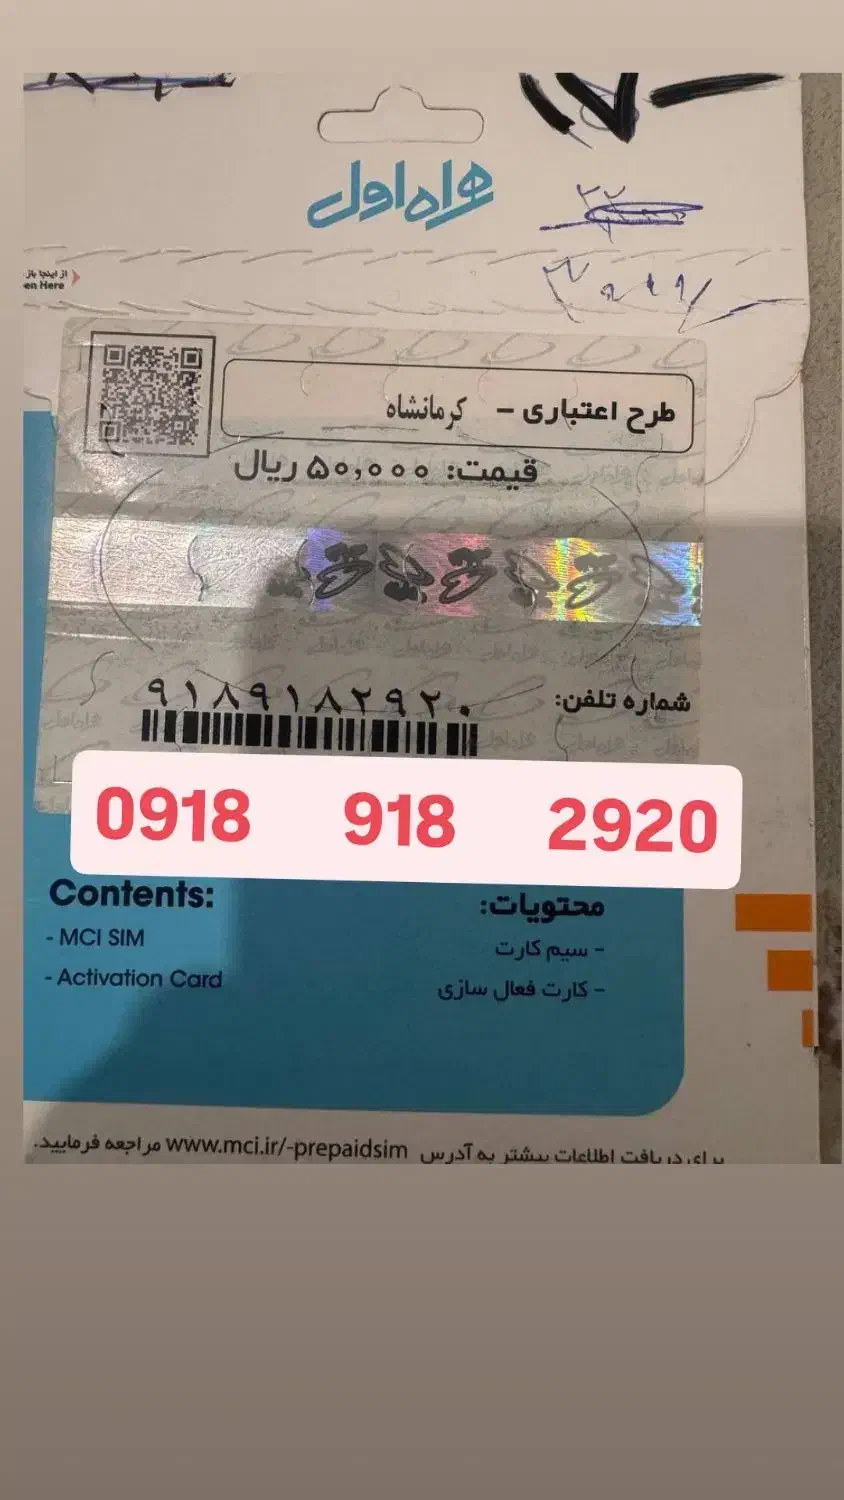 همراه اول
از اینجا باز
en Here
طرح اعتباری – کرمانشاه
قیمت: ۵۰,۰۰۰ ریال
شماره تلفن: ۹۱۸۹۱۸۲۹۲۰
0918 918 2920
Contents:
- MCI SIM
- Activation Card
محتویات:
- سیم کارت
- کارت فعال سازی
برای دریافت اطلاعات بیشتر به آدرس www.mci.ir/-prepaidsim مراجعه فرمایید.